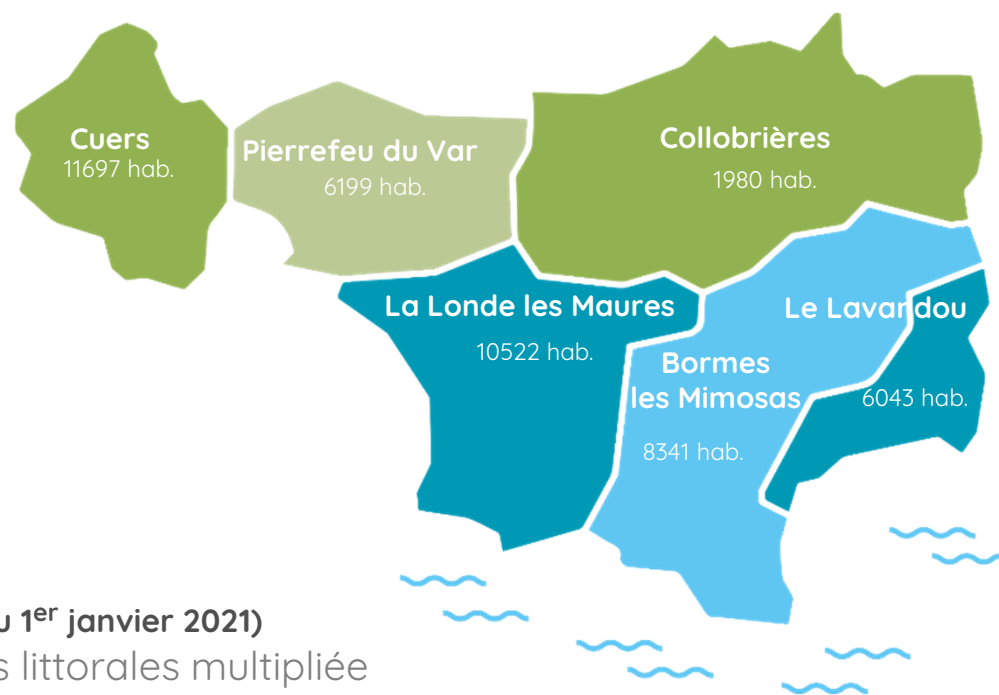 Cuers
11697 hab.
Pierrefeu du Var
6199 hab.
Collobrières
1980 hab.
La Londe les Maures
10522 hab.
Bormes
les Mimosas
8341 hab.
Le Lavandou
6043 hab.
1er janvier 2021)
littorales multipliée